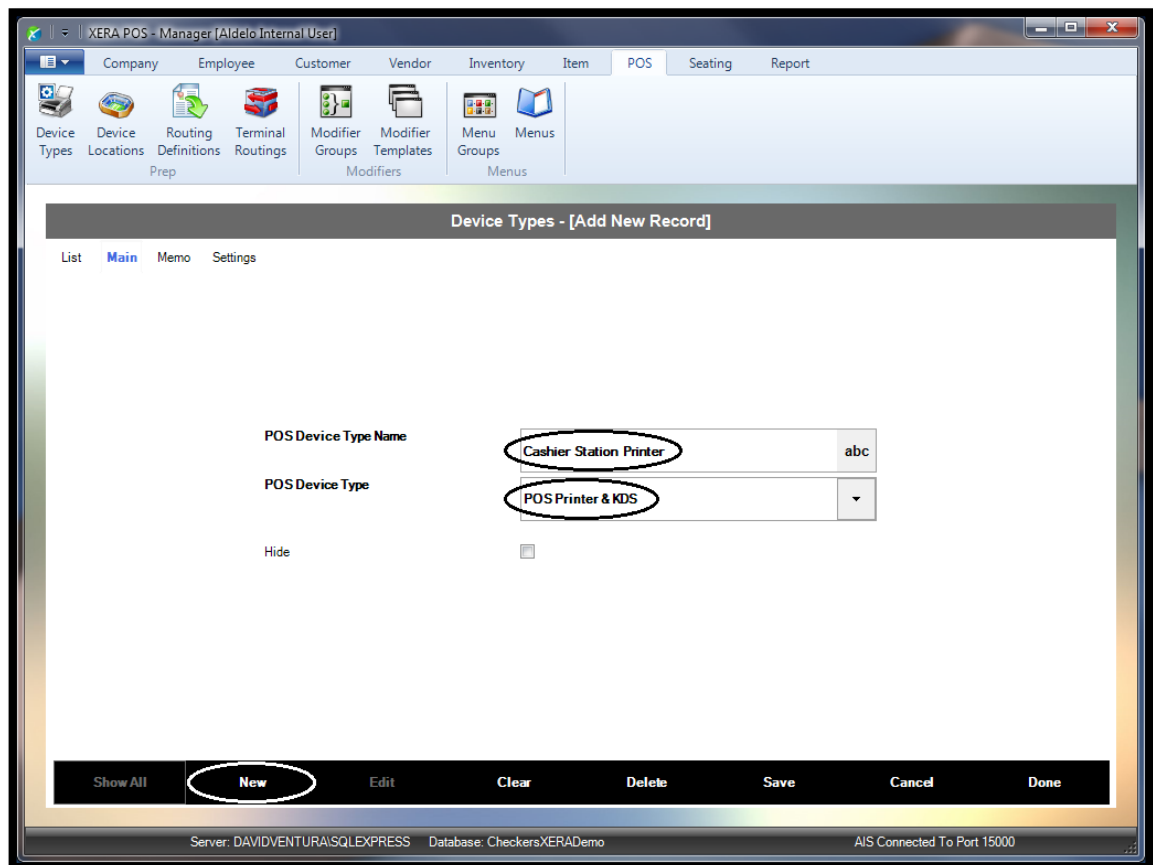 XERA POS - Manager [Aldelo Internal User]
Company Employee Customer Vendor Inventory Item POS Seating Report
Device Types
Device Locations
Routing Definitions
Terminal Routings
Modifier Groups
Modifier Templates
Menu Groups
Menus
Prep Modifiers Menus
Device Types - [Add New Record]
List Main Memo Settings
POS Device Type Name Cashier Station Printer abc
POS Device Type POS Printer & KDS
Hide
Show All New Edit Clear Delete Save Cancel Done
Server: DAVIDVENTURA\SQLEXPRESS Database: CheckersXERADemo AIS Connected To Port 15000